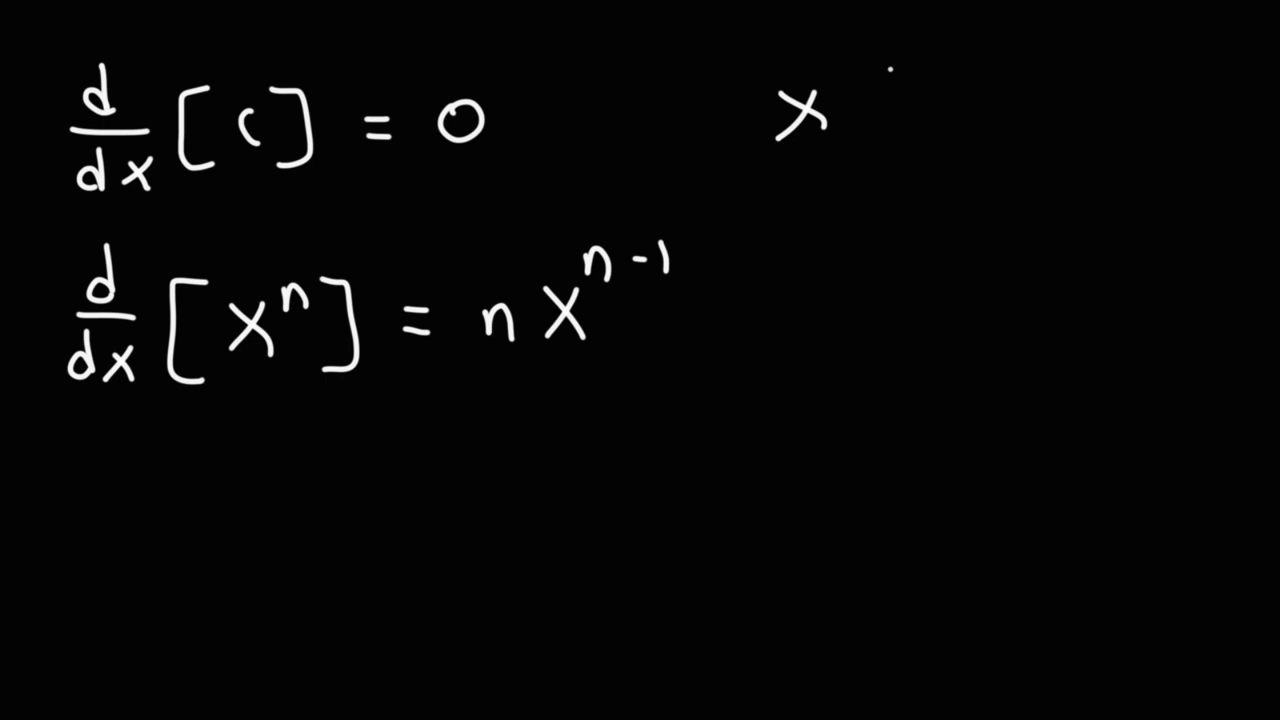 d/dx [c] = 0 x
d/dx [x^n] = n x^{n-1}